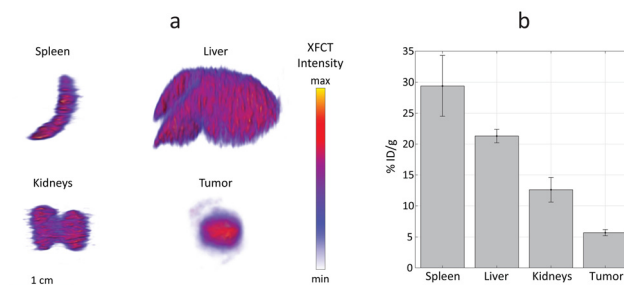 a
Spleen
Liver
XFCT
Intensity
max
Kidneys
Tumor
min
1 cm
b
% ID/g
35
30
25
20
15
10
5
0
Spleen
Liver
Kidneys
Tumor